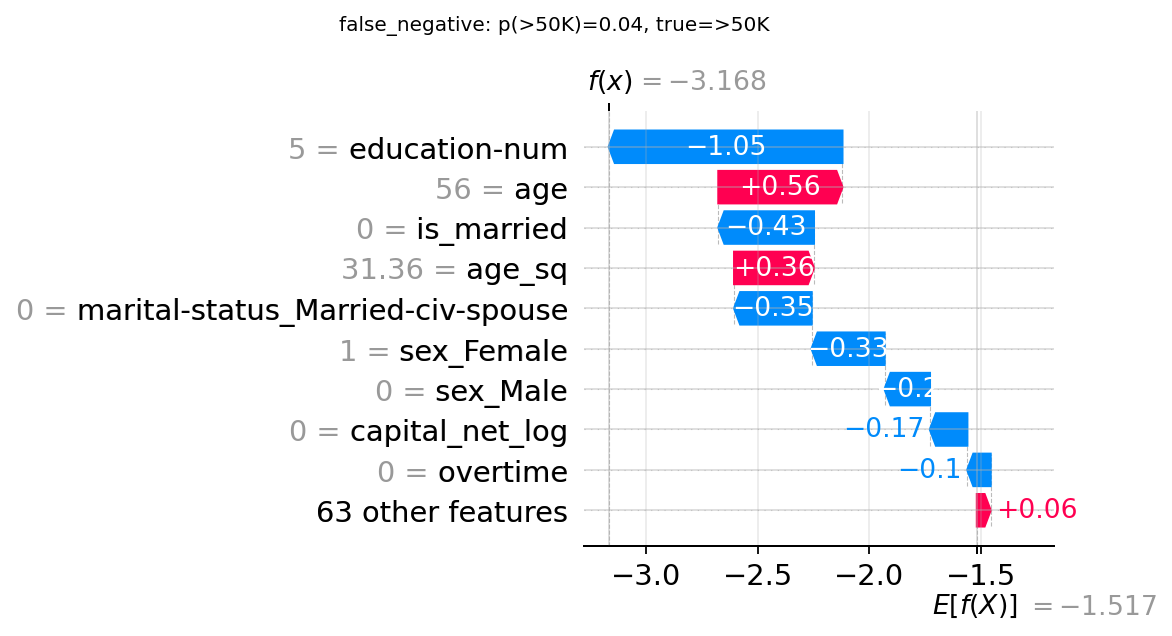 false_negative: p(>50K)=0.04, true=>50K
f(x) = −3.168
5 = education-num
−1.05
56 = age
+0.56
0 = is_married
−0.43
31.36 = age_sq
+0.36
0 = marital-status_Married-civ-spouse
−0.35
1 = sex_Female
−0.33
0 = sex_Male
−0.2
0 = capital_net_log
−0.17
0 = overtime
−0.1
63 other features
+0.06
−3.0 −2.5 −2.0 −1.5
E[f(X)] = −1.517